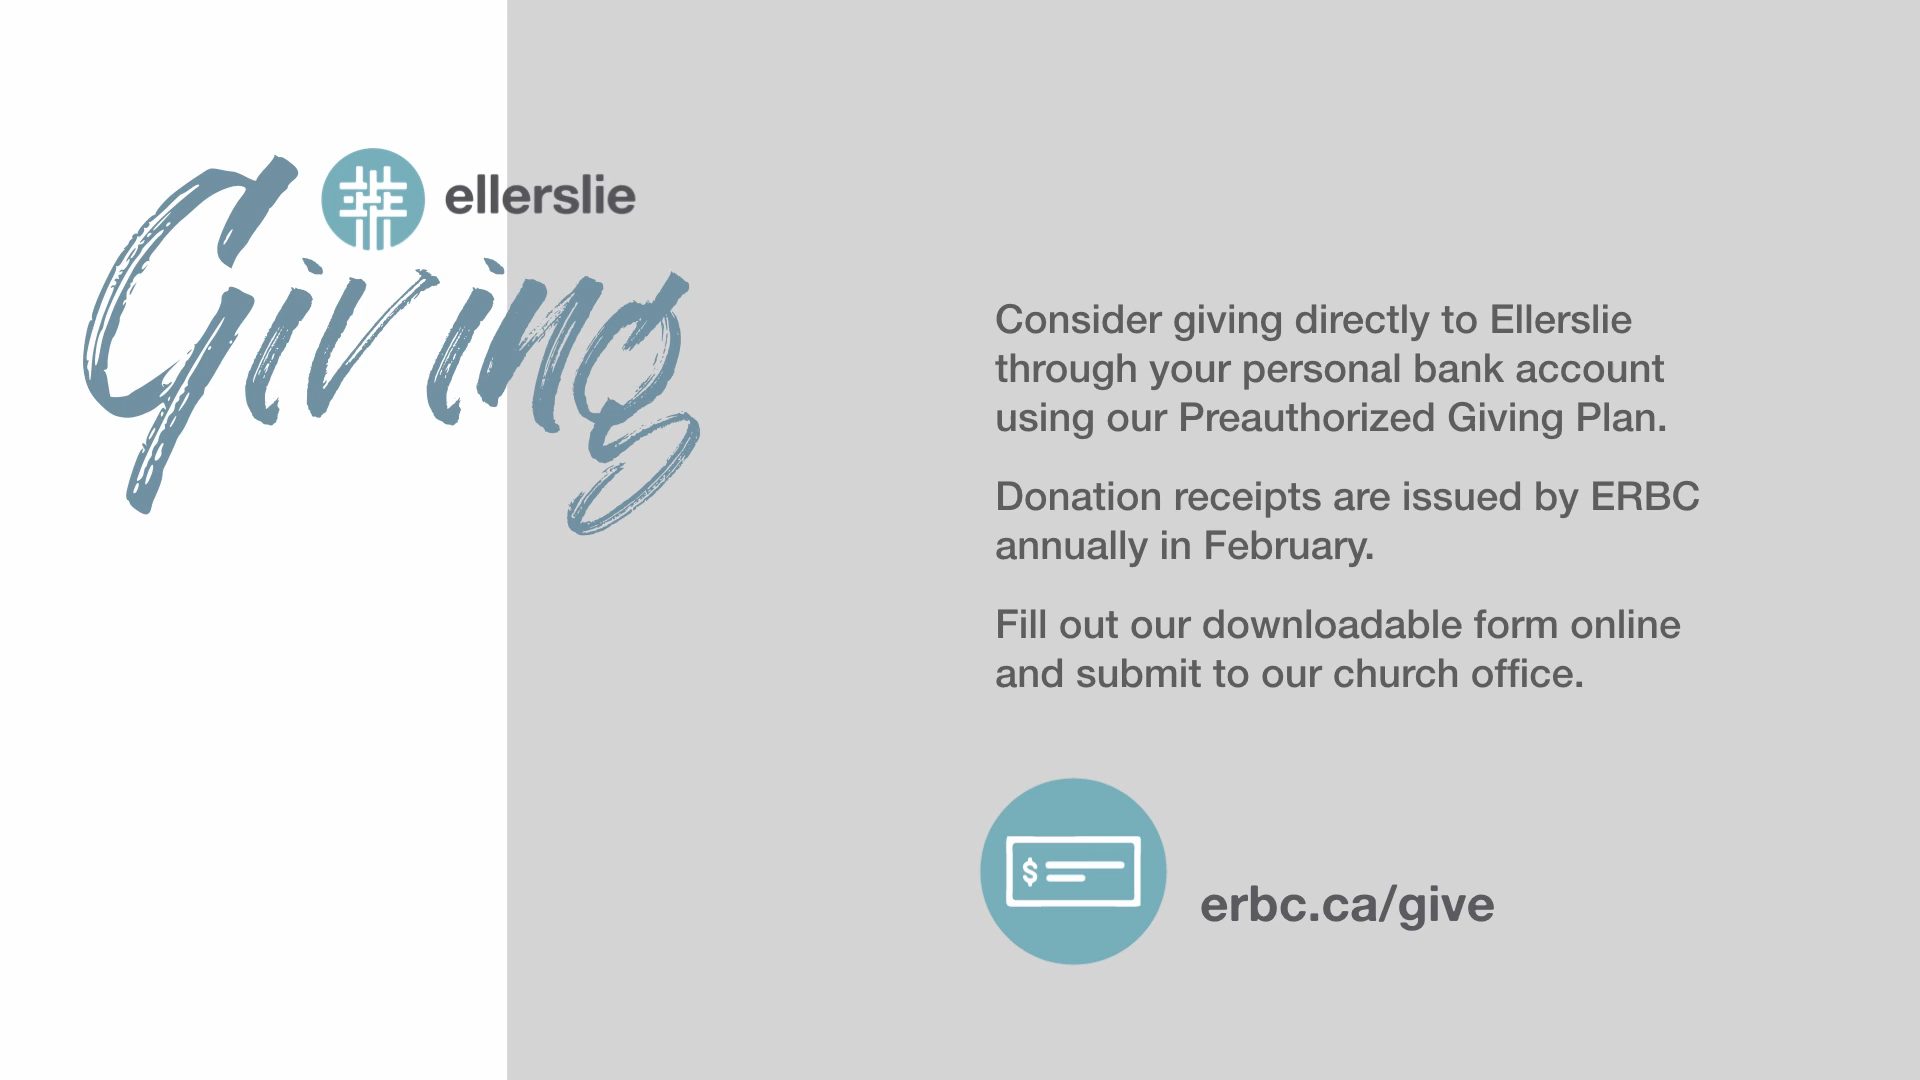 ellerslie
Giving
Consider giving directly to Ellerslie
through your personal bank account
using our Preauthorized Giving Plan.
Donation receipts are issued by ERBC
annually in February.
Fill out our downloadable form online
and submit to our church office.
$
erbc.ca/give